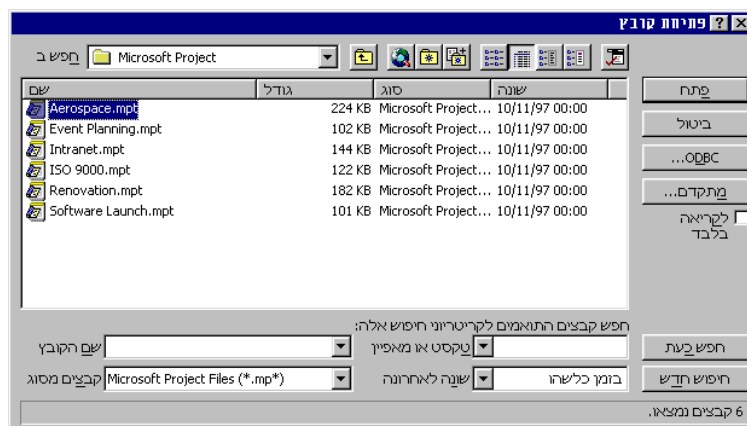 פתיחת קובץ
חפש ב Microsoft Project
שם גודל סוג שונה
Aerospace.mpt 224 KB Microsoft Project... 10/11/97 00:00
Event Planning.mpt 102 KB Microsoft Project... 10/11/97 00:00
Intranet.mpt 144 KB Microsoft Project... 10/11/97 00:00
ISO 9000.mpt 122 KB Microsoft Project... 10/11/97 00:00
Renovation.mpt 182 KB Microsoft Project... 10/11/97 00:00
Software Launch.mpt 101 KB Microsoft Project... 10/11/97 00:00
פתח
ביטול
ODBC...
מתקדם...
לקריאה
בלבד
חפש קבצים התואמים לקריטריוני חיפוש אלה:
שם הקובץ
טקסט או מאפיין
חפש כעת
קבצים מסוג Microsoft Project Files (*.mp*)
שונה לאחרונה בזמן כלשהו
חיפוש חדש
6 קבצים נמצאו.